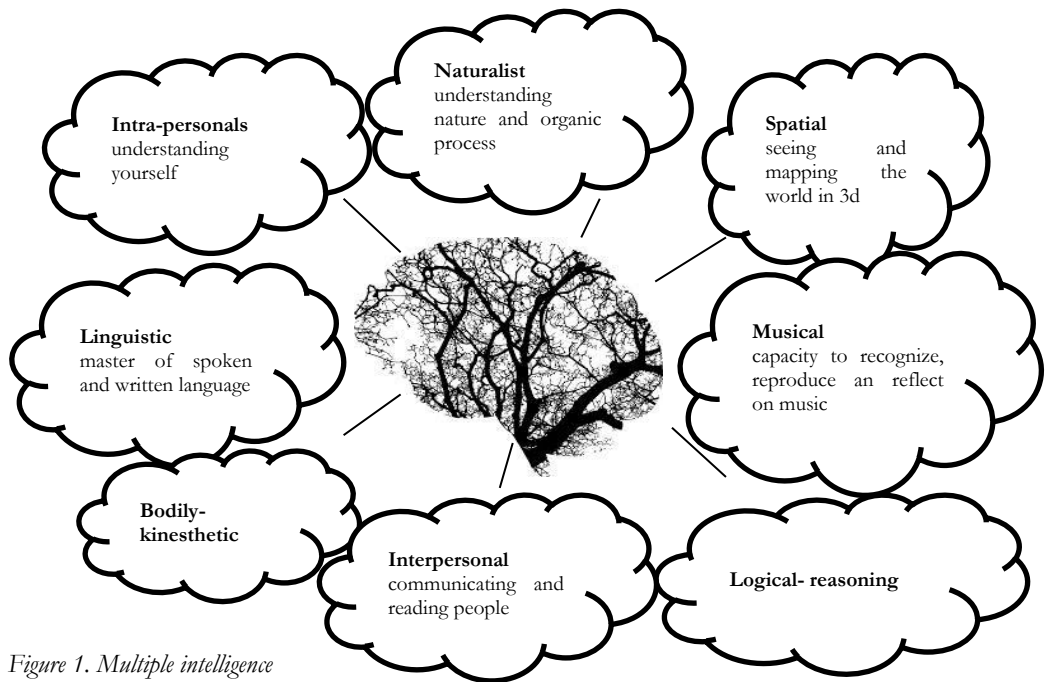 Naturalist
understanding
nature and organic
process
Intra-personals
understanding
yourself
Spatial
seeing and
mapping the
world in 3d
Linguistic
master of spoken
and written language
Musical
capacity to recognize,
reproduce an reflect
on music
Bodily-
kinesthetic
Interpersonal
communicating and
reading people
Logical- reasoning
Figure 1. Multiple intelligence